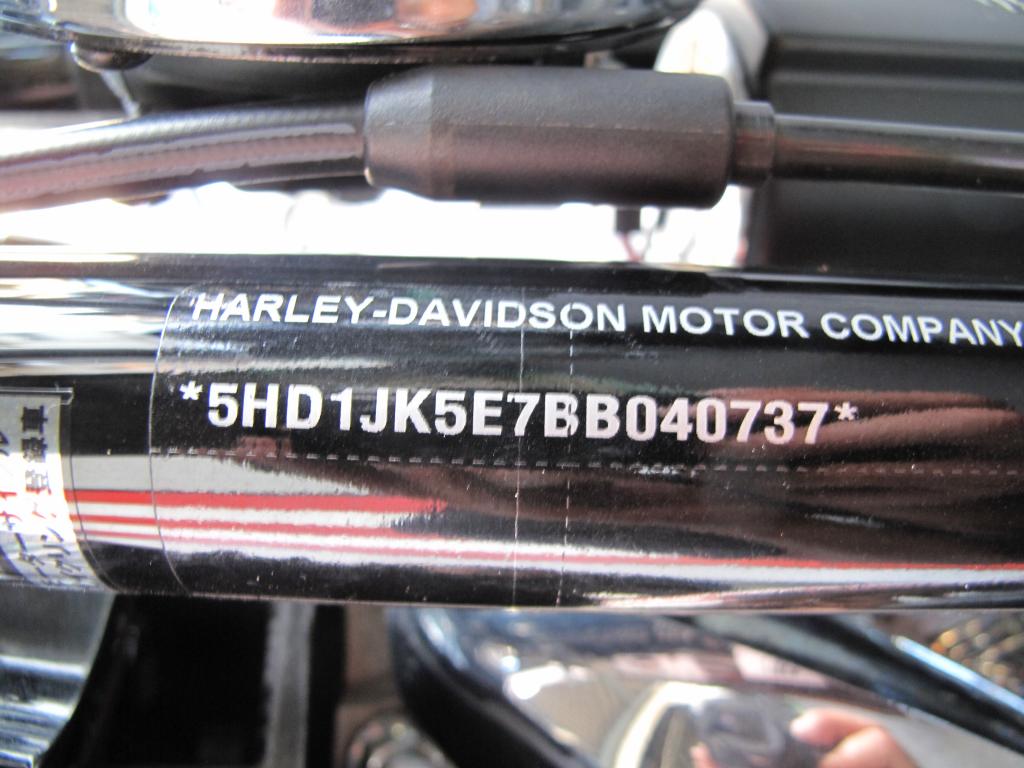 HARLEY-DAVIDSON MOTOR COMPANY
*5HD1JK5E7BB040737*